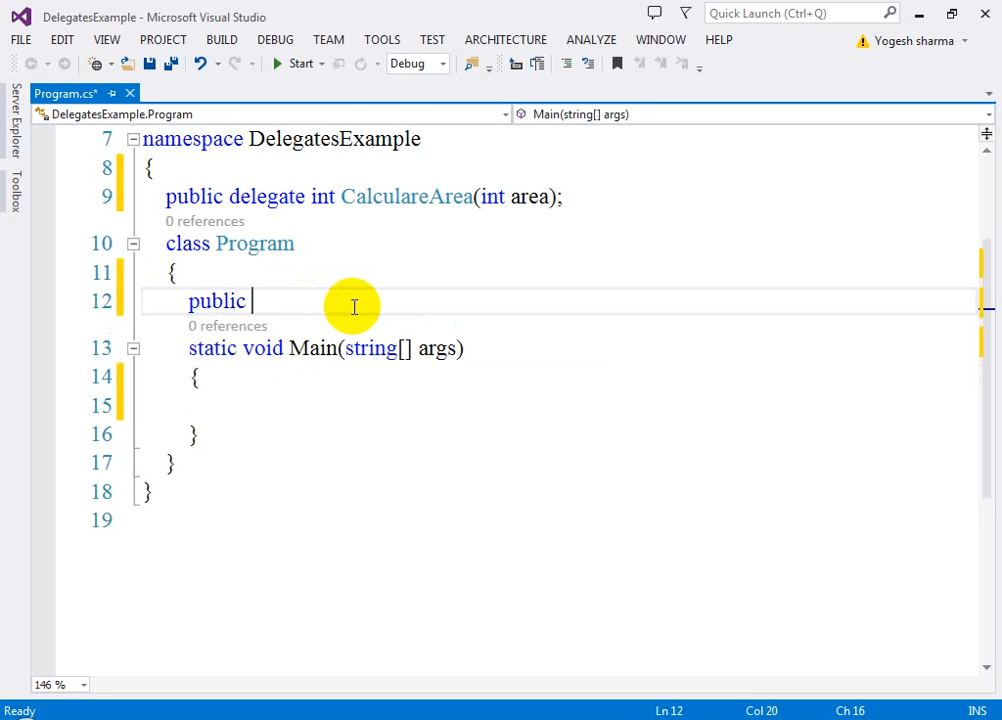 DelegatesExample - Microsoft Visual Studio
Quick Launch (Ctrl+Q)
FILE EDIT VIEW PROJECT BUILD DEBUG TEAM TOOLS TEST ARCHITECTURE ANALYZE WINDOW HELP
Yogesh sharma
Start Debug
Server Explorer
Toolbox
Program.cs*
DelegatesExample.Program Main(string[] args)
7 namespace DelegatesExample
8 {
9 public delegate int CalculareArea(int area);
0 references
10 class Program
11 {
12 public
0 references
13 static void Main(string[] args)
14 {
15
16 }
17 }
18 }
19
146 %
Ready Ln 12 Col 20 Ch 16 INS